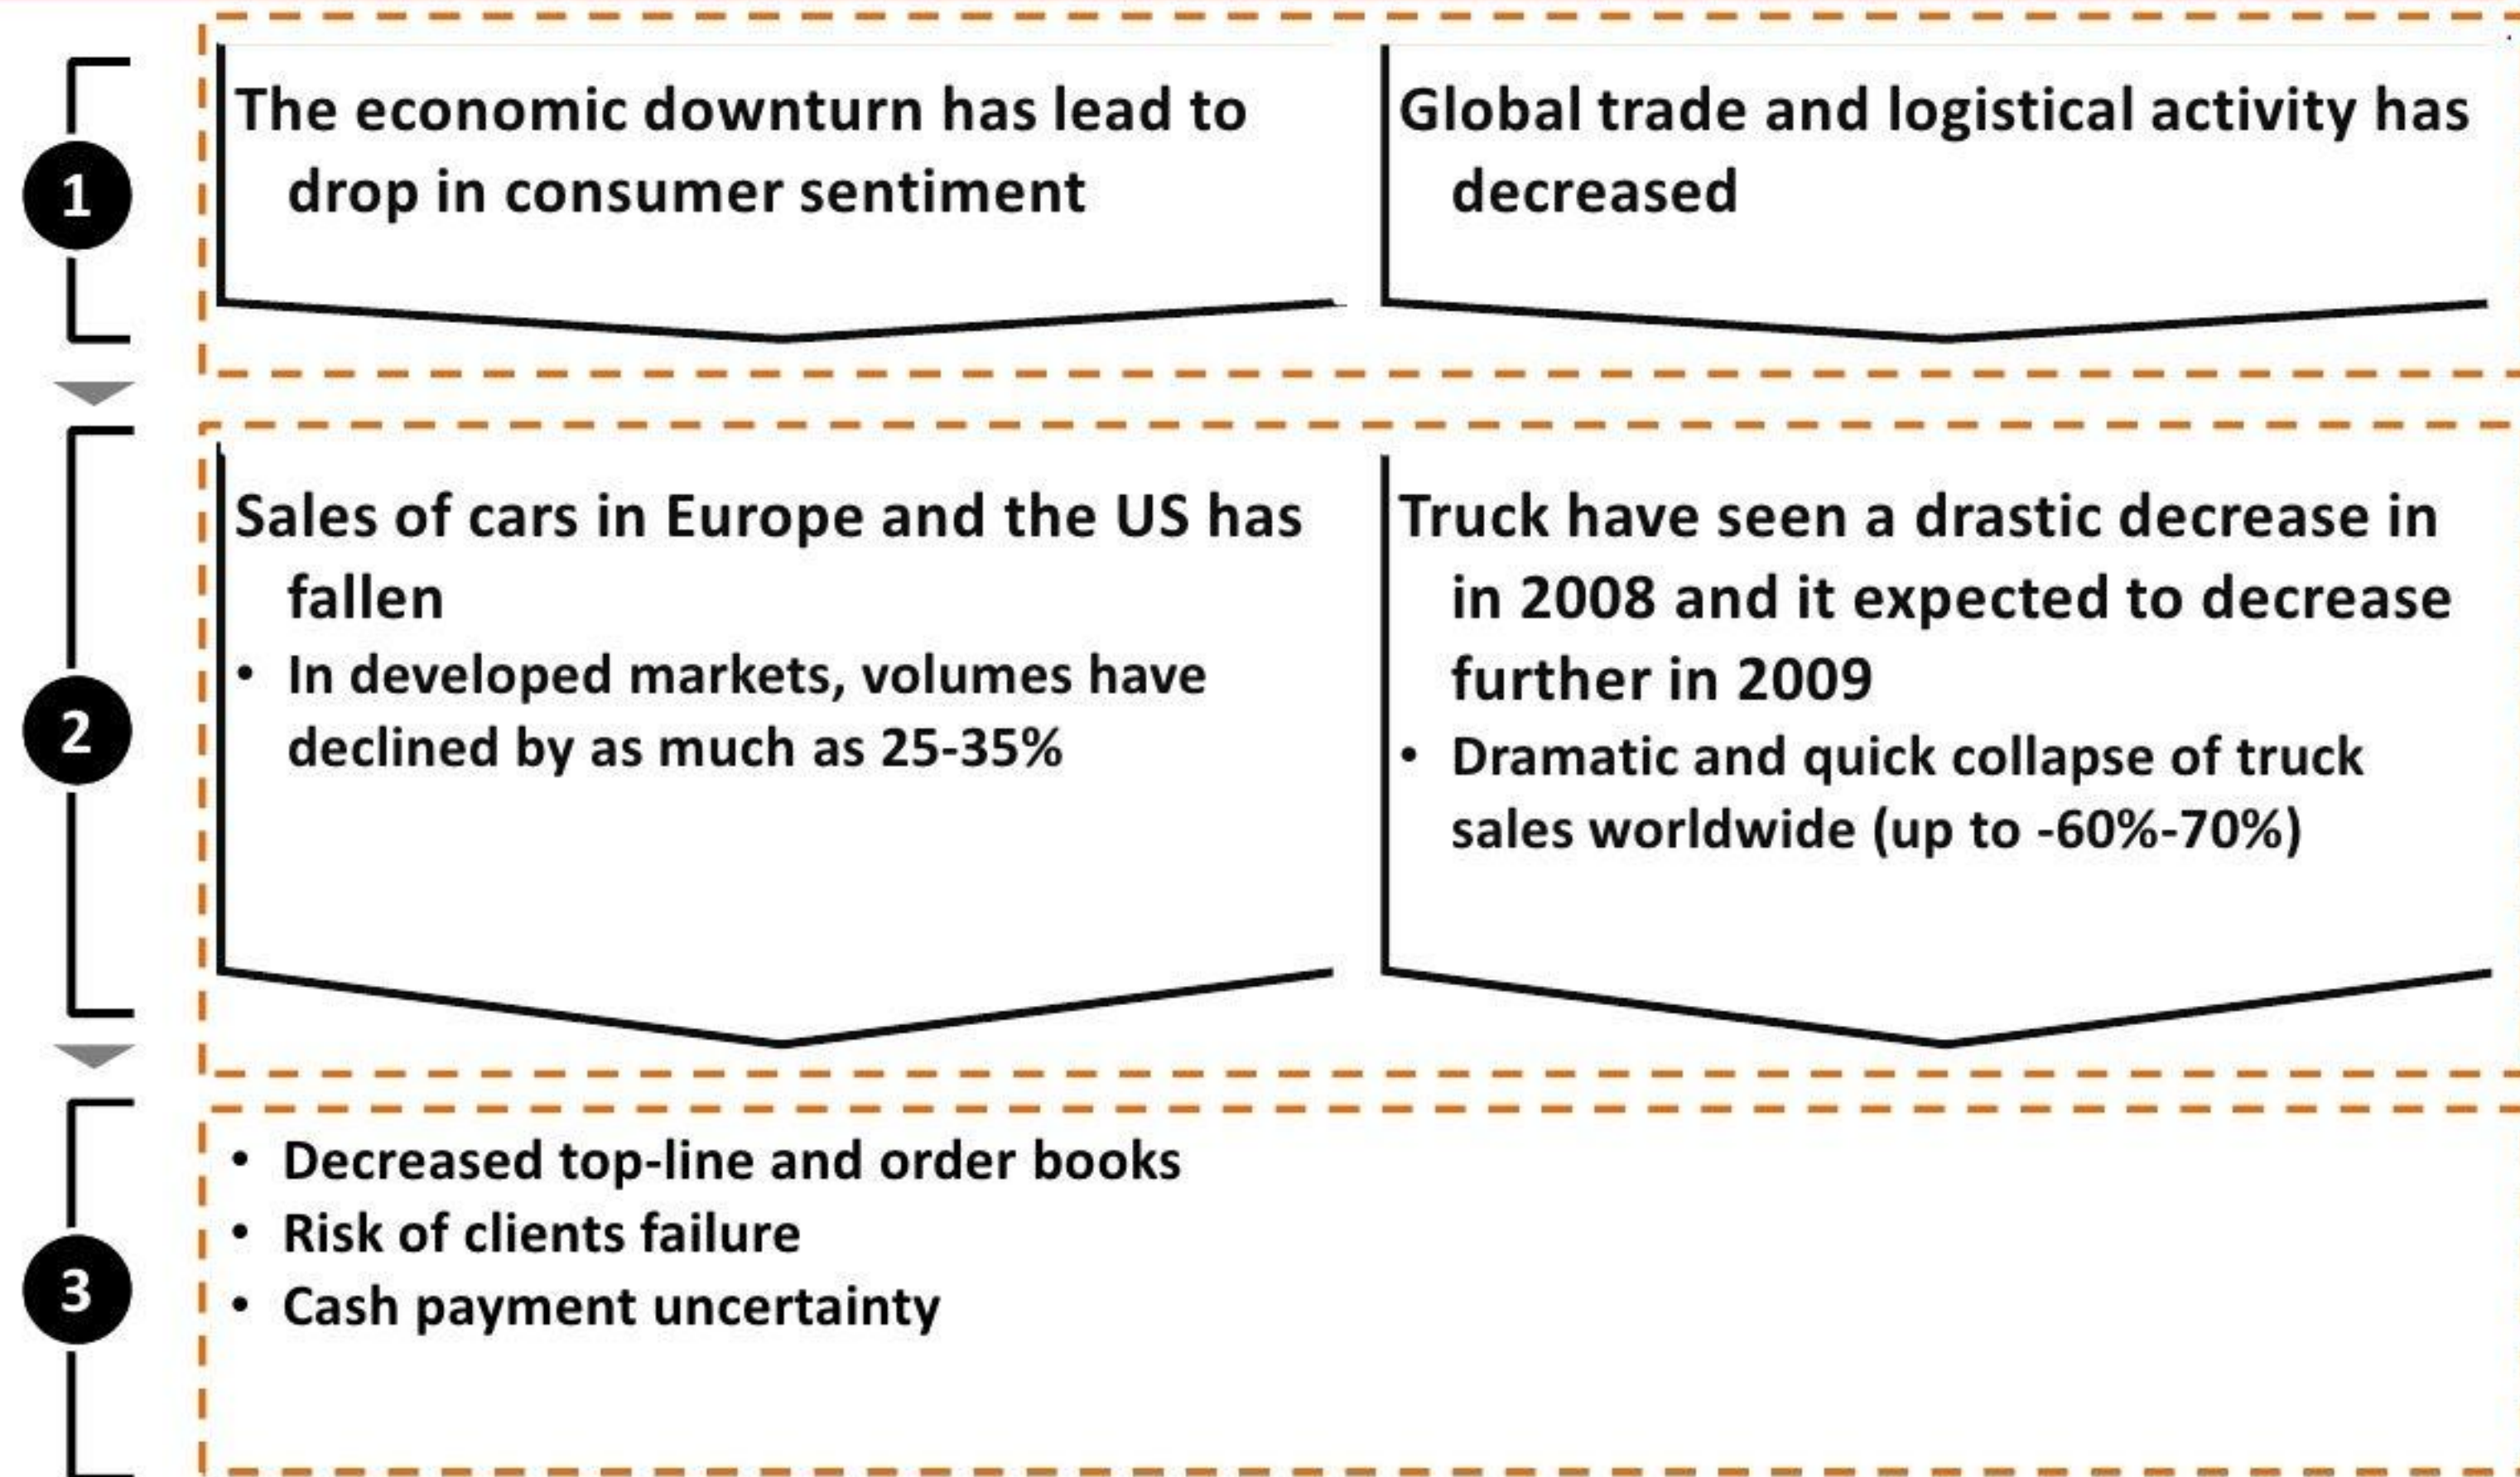 1
The economic downturn has lead to
drop in consumer sentiment
Global trade and logistical activity has
decreased
2
Sales of cars in Europe and the US has
fallen
• In developed markets, volumes have
declined by as much as 25-35%
Truck have seen a drastic decrease in
in 2008 and it expected to decrease
further in 2009
• Dramatic and quick collapse of truck
sales worldwide (up to -60%-70%)
3
• Decreased top-line and order books
• Risk of clients failure
• Cash payment uncertainty